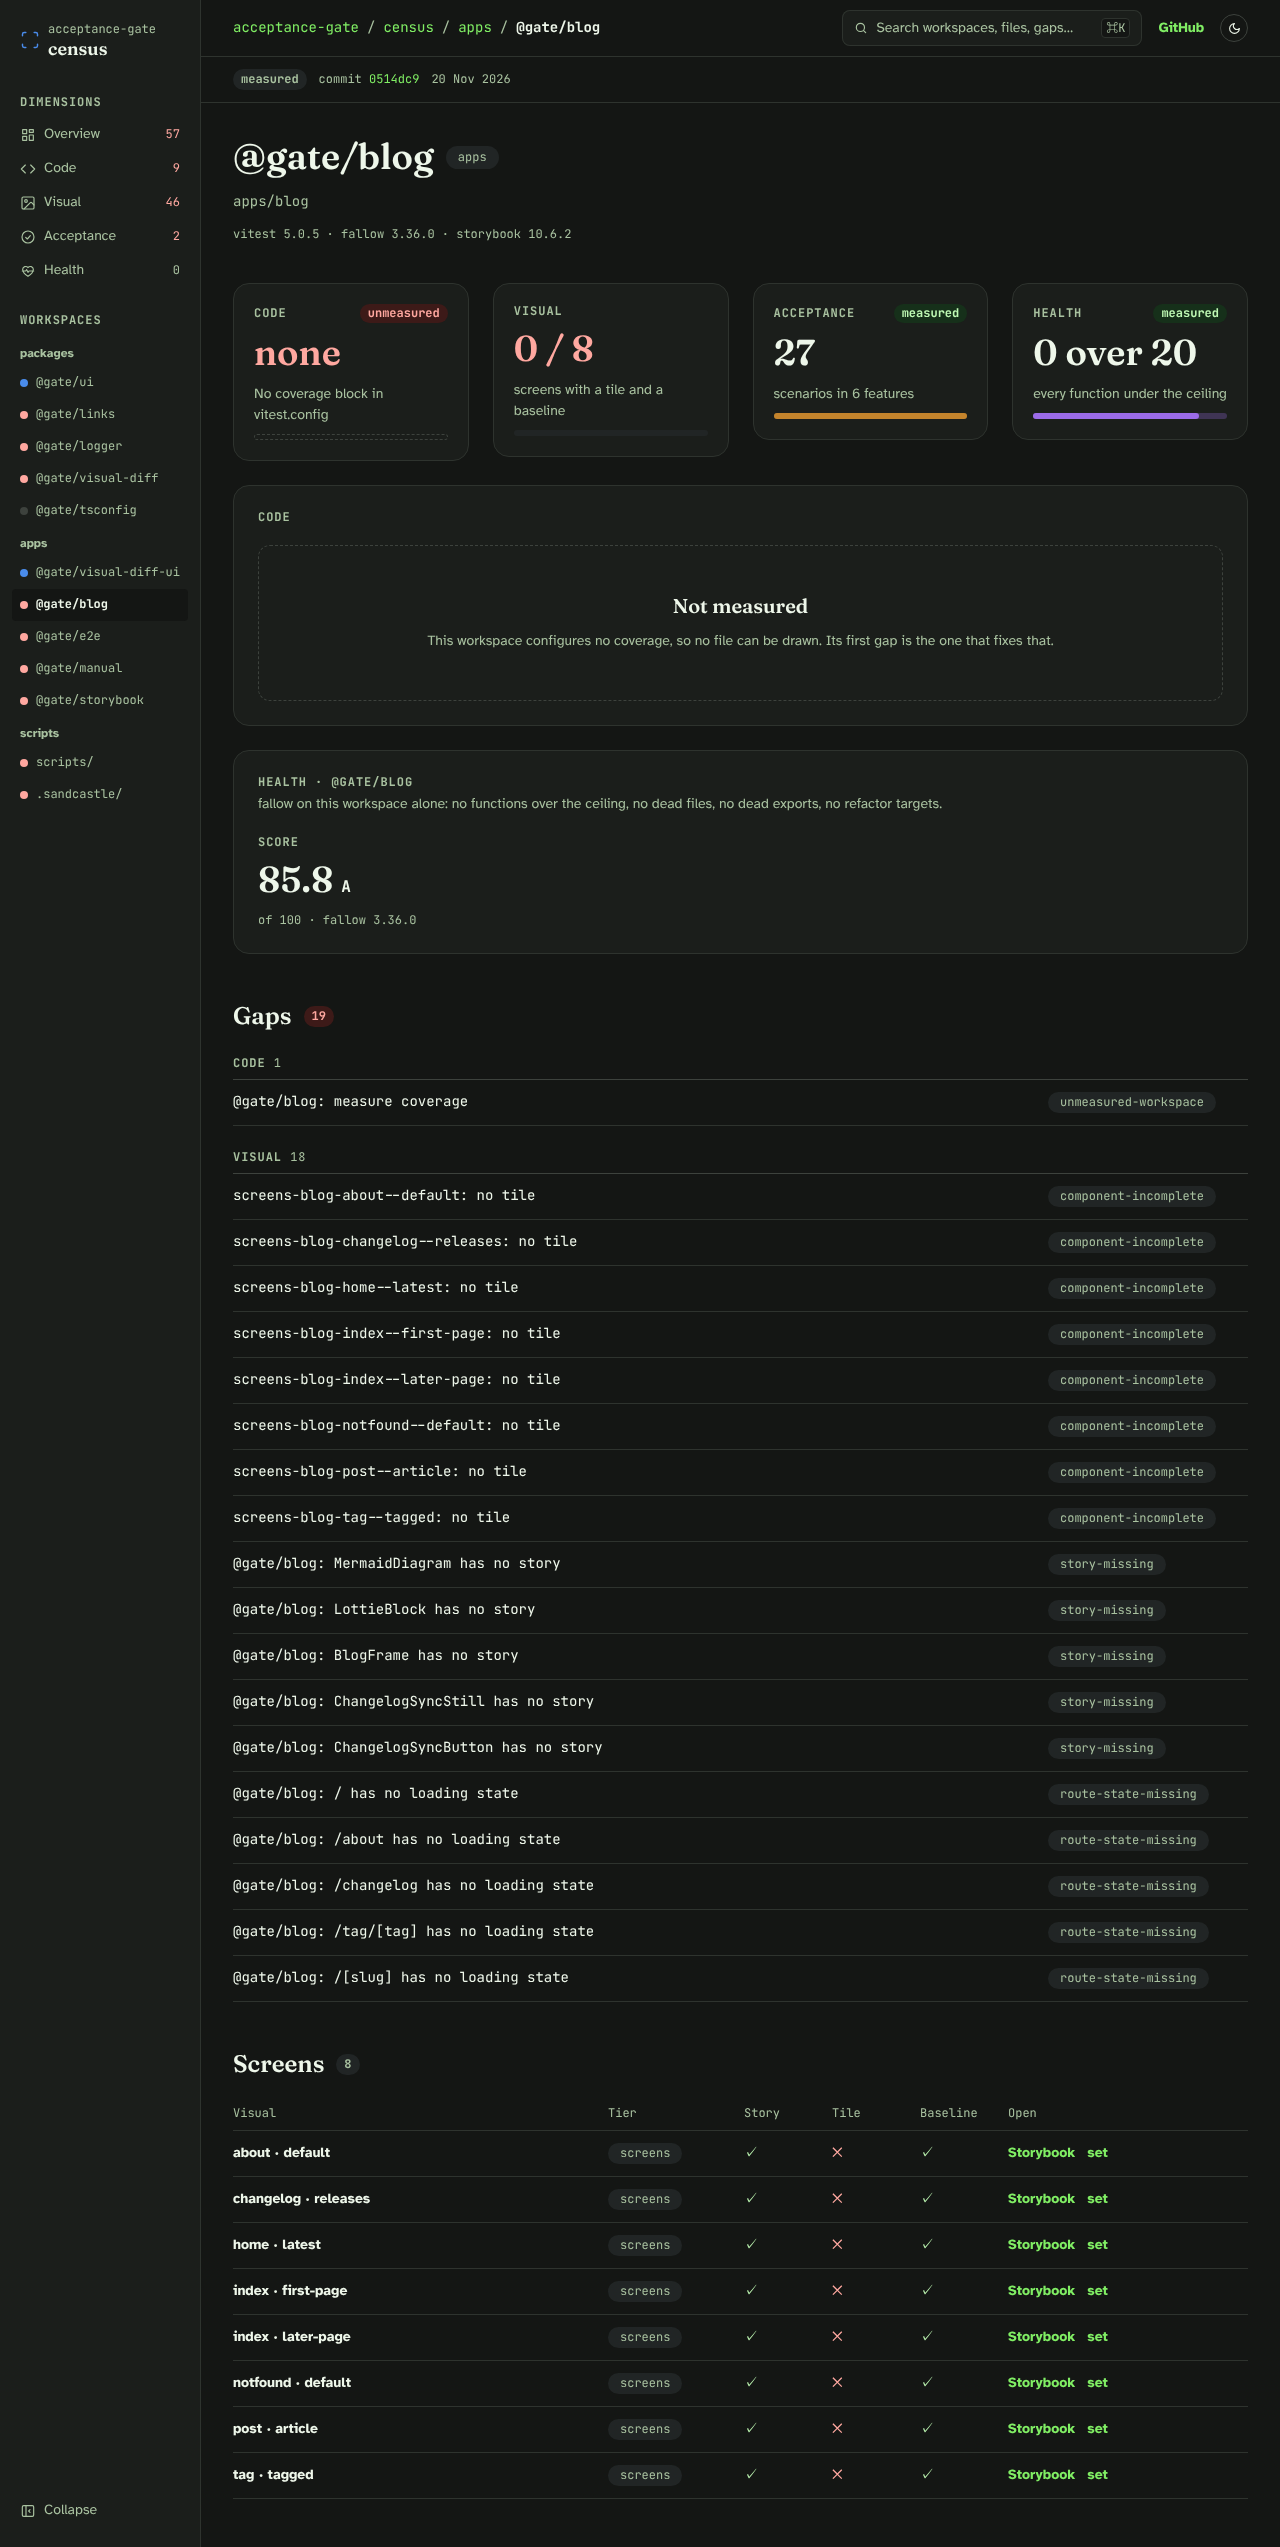 acceptance-gate
census
DIMENSIONS
Overview 57
Code 9
Visual 46
Acceptance 2
Health 0
WORKSPACES
packages
@gate/ui
@gate/links
@gate/logger
@gate/visual-diff
@gate/tsconfig
apps
@gate/visual-diff-ui
@gate/blog
@gate/e2e
@gate/manual
@gate/storybook
scripts
scripts/
.sandcastle/
Collapse
acceptance-gate / census / apps / @gate/blog
Search workspaces, files, gaps... ⌘K
GitHub
measured commit 0514dc9 20 Nov 2026
@gate/blog apps
apps/blog
vitest 5.0.5 · fallow 3.36.0 · storybook 10.6.2
CODE unmeasured
none
No coverage block in
vitest.config
VISUAL
0 / 8
screens with a tile and a
baseline
ACCEPTANCE measured
27
scenarios in 6 features
HEALTH measured
0 over 20
every function under the ceiling
CODE
Not measured
This workspace configures no coverage, so no file can be drawn. Its first gap is the one that fixes that.
HEALTH · @GATE/BLOG
fallow on this workspace alone: no functions over the ceiling, no dead files, no dead exports, no refactor targets.
SCORE
85.8 A
of 100 · fallow 3.36.0
Gaps 19
CODE 1
@gate/blog: measure coverage unmeasured-workspace
VISUAL 18
screens-blog-about--default: no tile component-incomplete
screens-blog-changelog--releases: no tile component-incomplete
screens-blog-home--latest: no tile component-incomplete
screens-blog-index--first-page: no tile component-incomplete
screens-blog-index--later-page: no tile component-incomplete
screens-blog-notfound--default: no tile component-incomplete
screens-blog-post--article: no tile component-incomplete
screens-blog-tag--tagged: no tile component-incomplete
@gate/blog: MermaidDiagram has no story story-missing
@gate/blog: LottieBlock has no story story-missing
@gate/blog: BlogFrame has no story story-missing
@gate/blog: ChangelogSyncStill has no story story-missing
@gate/blog: ChangelogSyncButton has no story story-missing
@gate/blog: / has no loading state route-state-missing
@gate/blog: /about has no loading state route-state-missing
@gate/blog: /changelog has no loading state route-state-missing
@gate/blog: /tag/[tag] has no loading state route-state-missing
@gate/blog: /[slug] has no loading state route-state-missing
Screens 8
Visual Tier Story Tile Baseline Open
about · default screens ✓ ✕ ✓ Storybook set
changelog · releases screens ✓ ✕ ✓ Storybook set
home · latest screens ✓ ✕ ✓ Storybook set
index · first-page screens ✓ ✕ ✓ Storybook set
index · later-page screens ✓ ✕ ✓ Storybook set
notfound · default screens ✓ ✕ ✓ Storybook set
post · article screens ✓ ✕ ✓ Storybook set
tag · tagged screens ✓ ✕ ✓ Storybook set